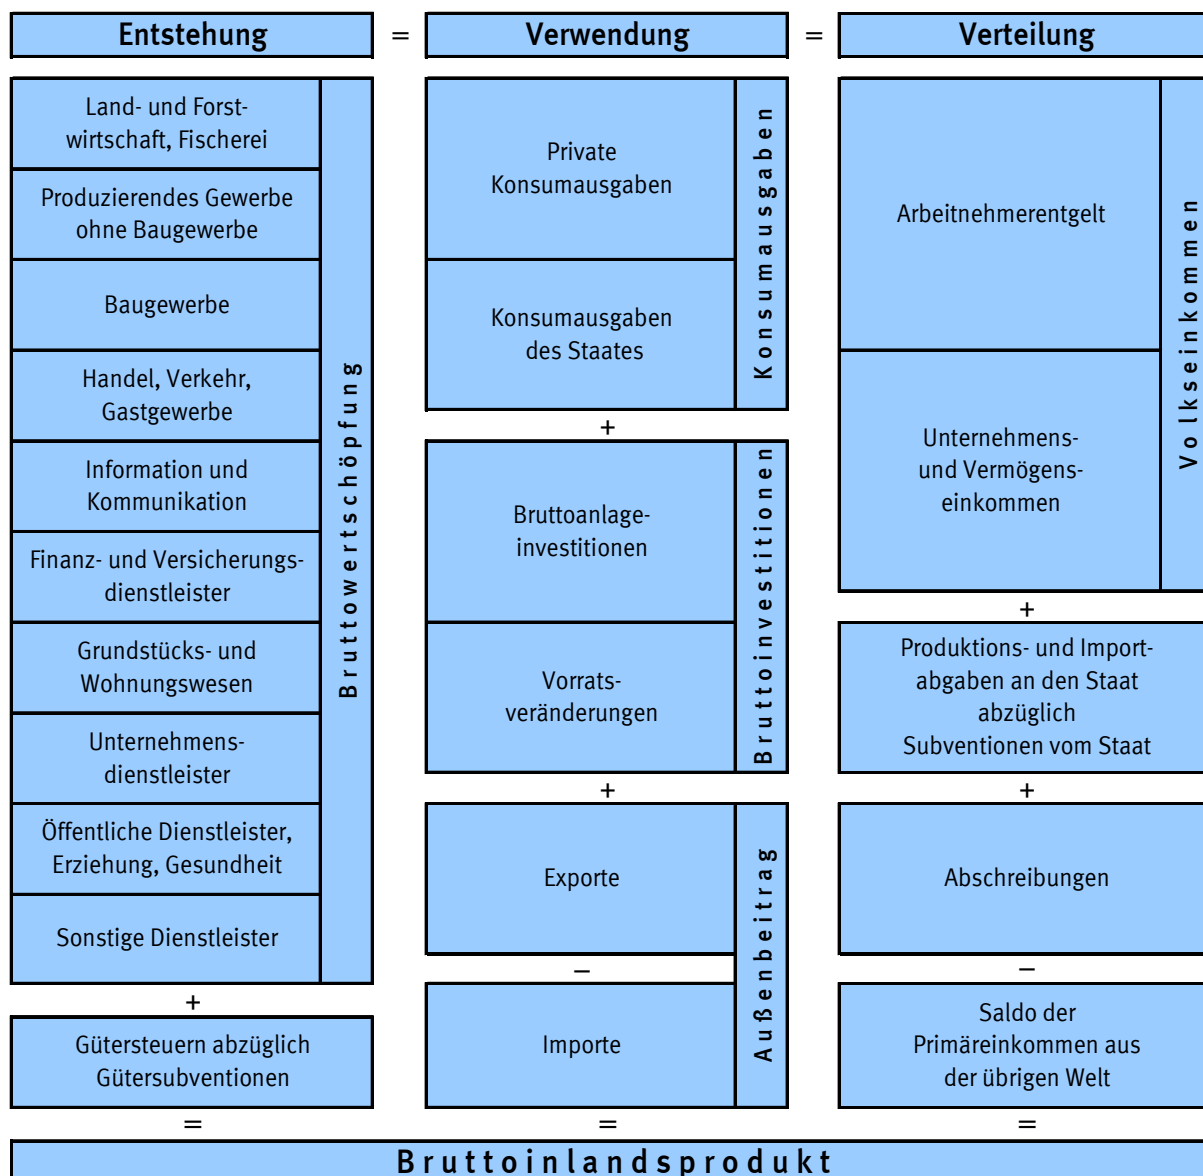 Entstehung = Verwendung = Verteilung
Land- und Forst-
wirtschaft, Fischerei
Produzierendes Gewerbe
ohne Baugewerbe
Baugewerbe
Handel, Verkehr,
Gastgewerbe
Information und
Kommunikation
Finanz- und Versicherungs-
dienstleister
Grundstücks- und
Wohnungswesen
Unternehmens-
dienstleister
Öffentliche Dienstleister,
Erziehung, Gesundheit
Sonstige Dienstleister
Bruttowertschöpfung
+
Gütersteuern abzüglich
Gütersubventionen
=
Private
Konsumausgaben
Konsumausgaben
des Staates
Konsumausgaben
+
Bruttoanlage-
investitionen
Vorrats-
veränderungen
Bruttoinvestitionen
+
Exporte
–
Importe
Außenbeitrag
=
Arbeitnehmerentgelt
Unternehmens-
und Vermögens-
einkommen
Volkseinkommen
+
Produktions- und Import-
abgaben an den Staat
abzüglich
Subventionen vom Staat
+
Abschreibungen
–
Saldo der
Primäreinkommen aus
der übrigen Welt
=
Bruttoinlandsprodukt